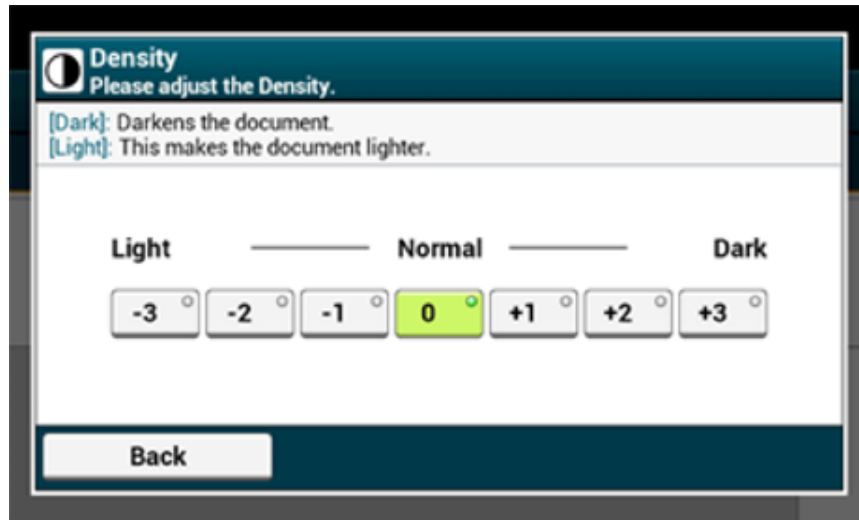 Density
Please adjust the Density.
[Dark]: Darkens the document.
[Light]: This makes the document lighter.
Light Normal Dark
-3 -2 -1 0 +1 +2 +3
Back